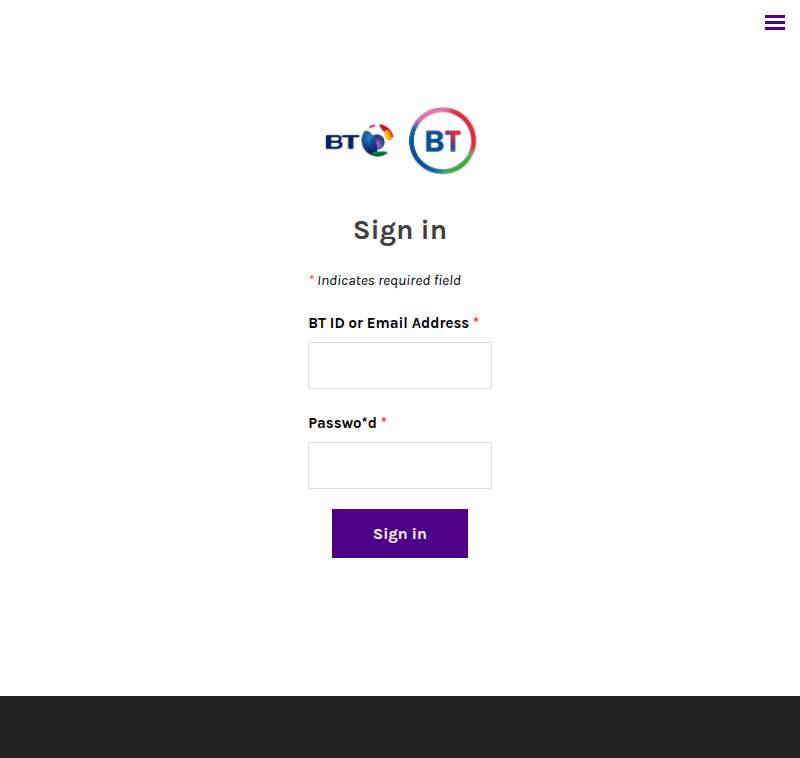 BT BT
Sign in
* Indicates required field
BT ID or Email Address *
Passwo*d *
Sign in